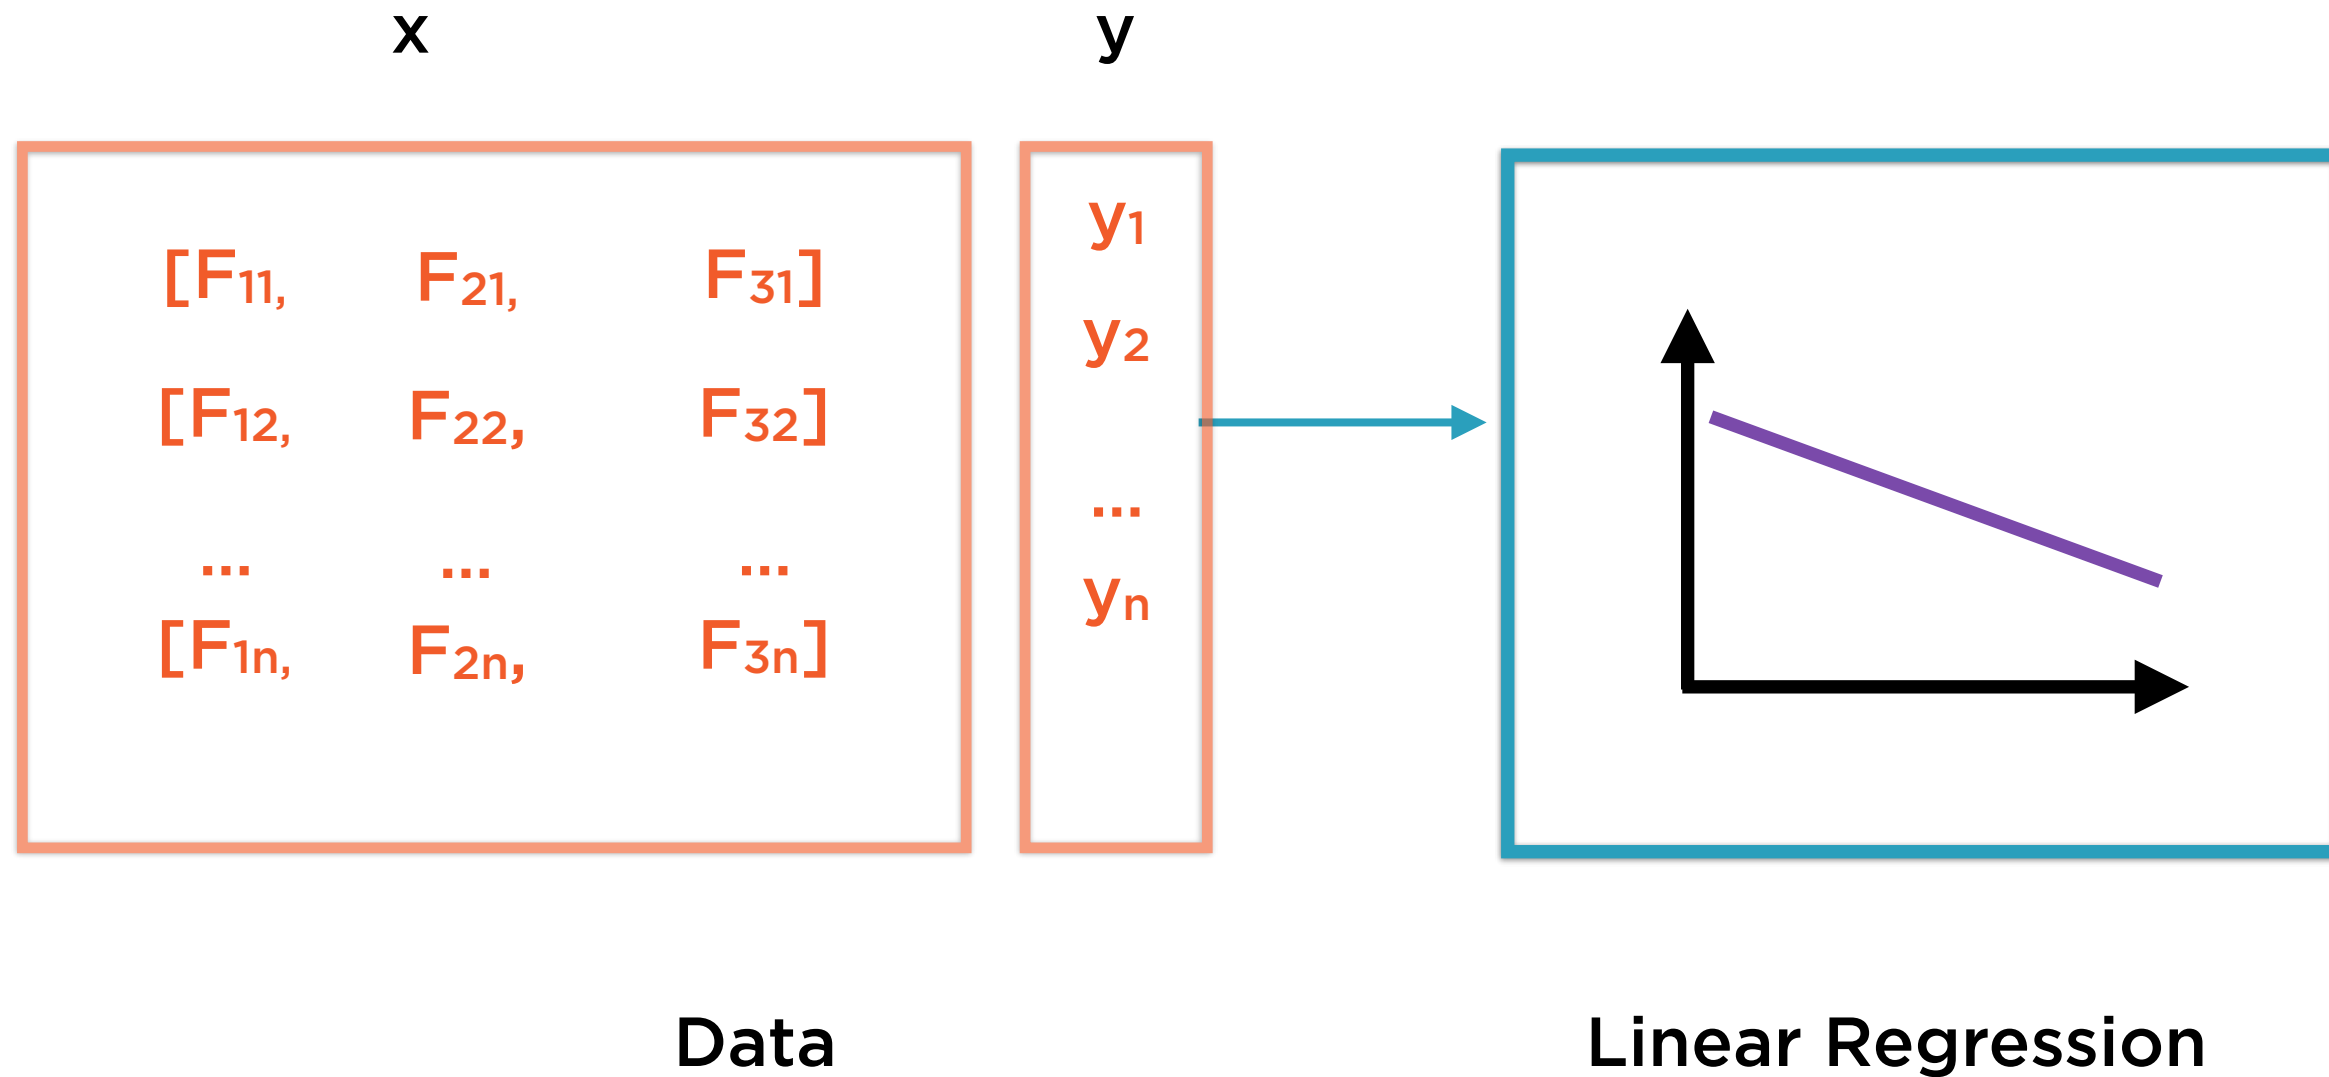 x
y
[F11, F21, F31]
[F12, F22, F32]
... ... ...
[F1n, F2n, F3n]
y1
y2
...
yn
Data
Linear Regression